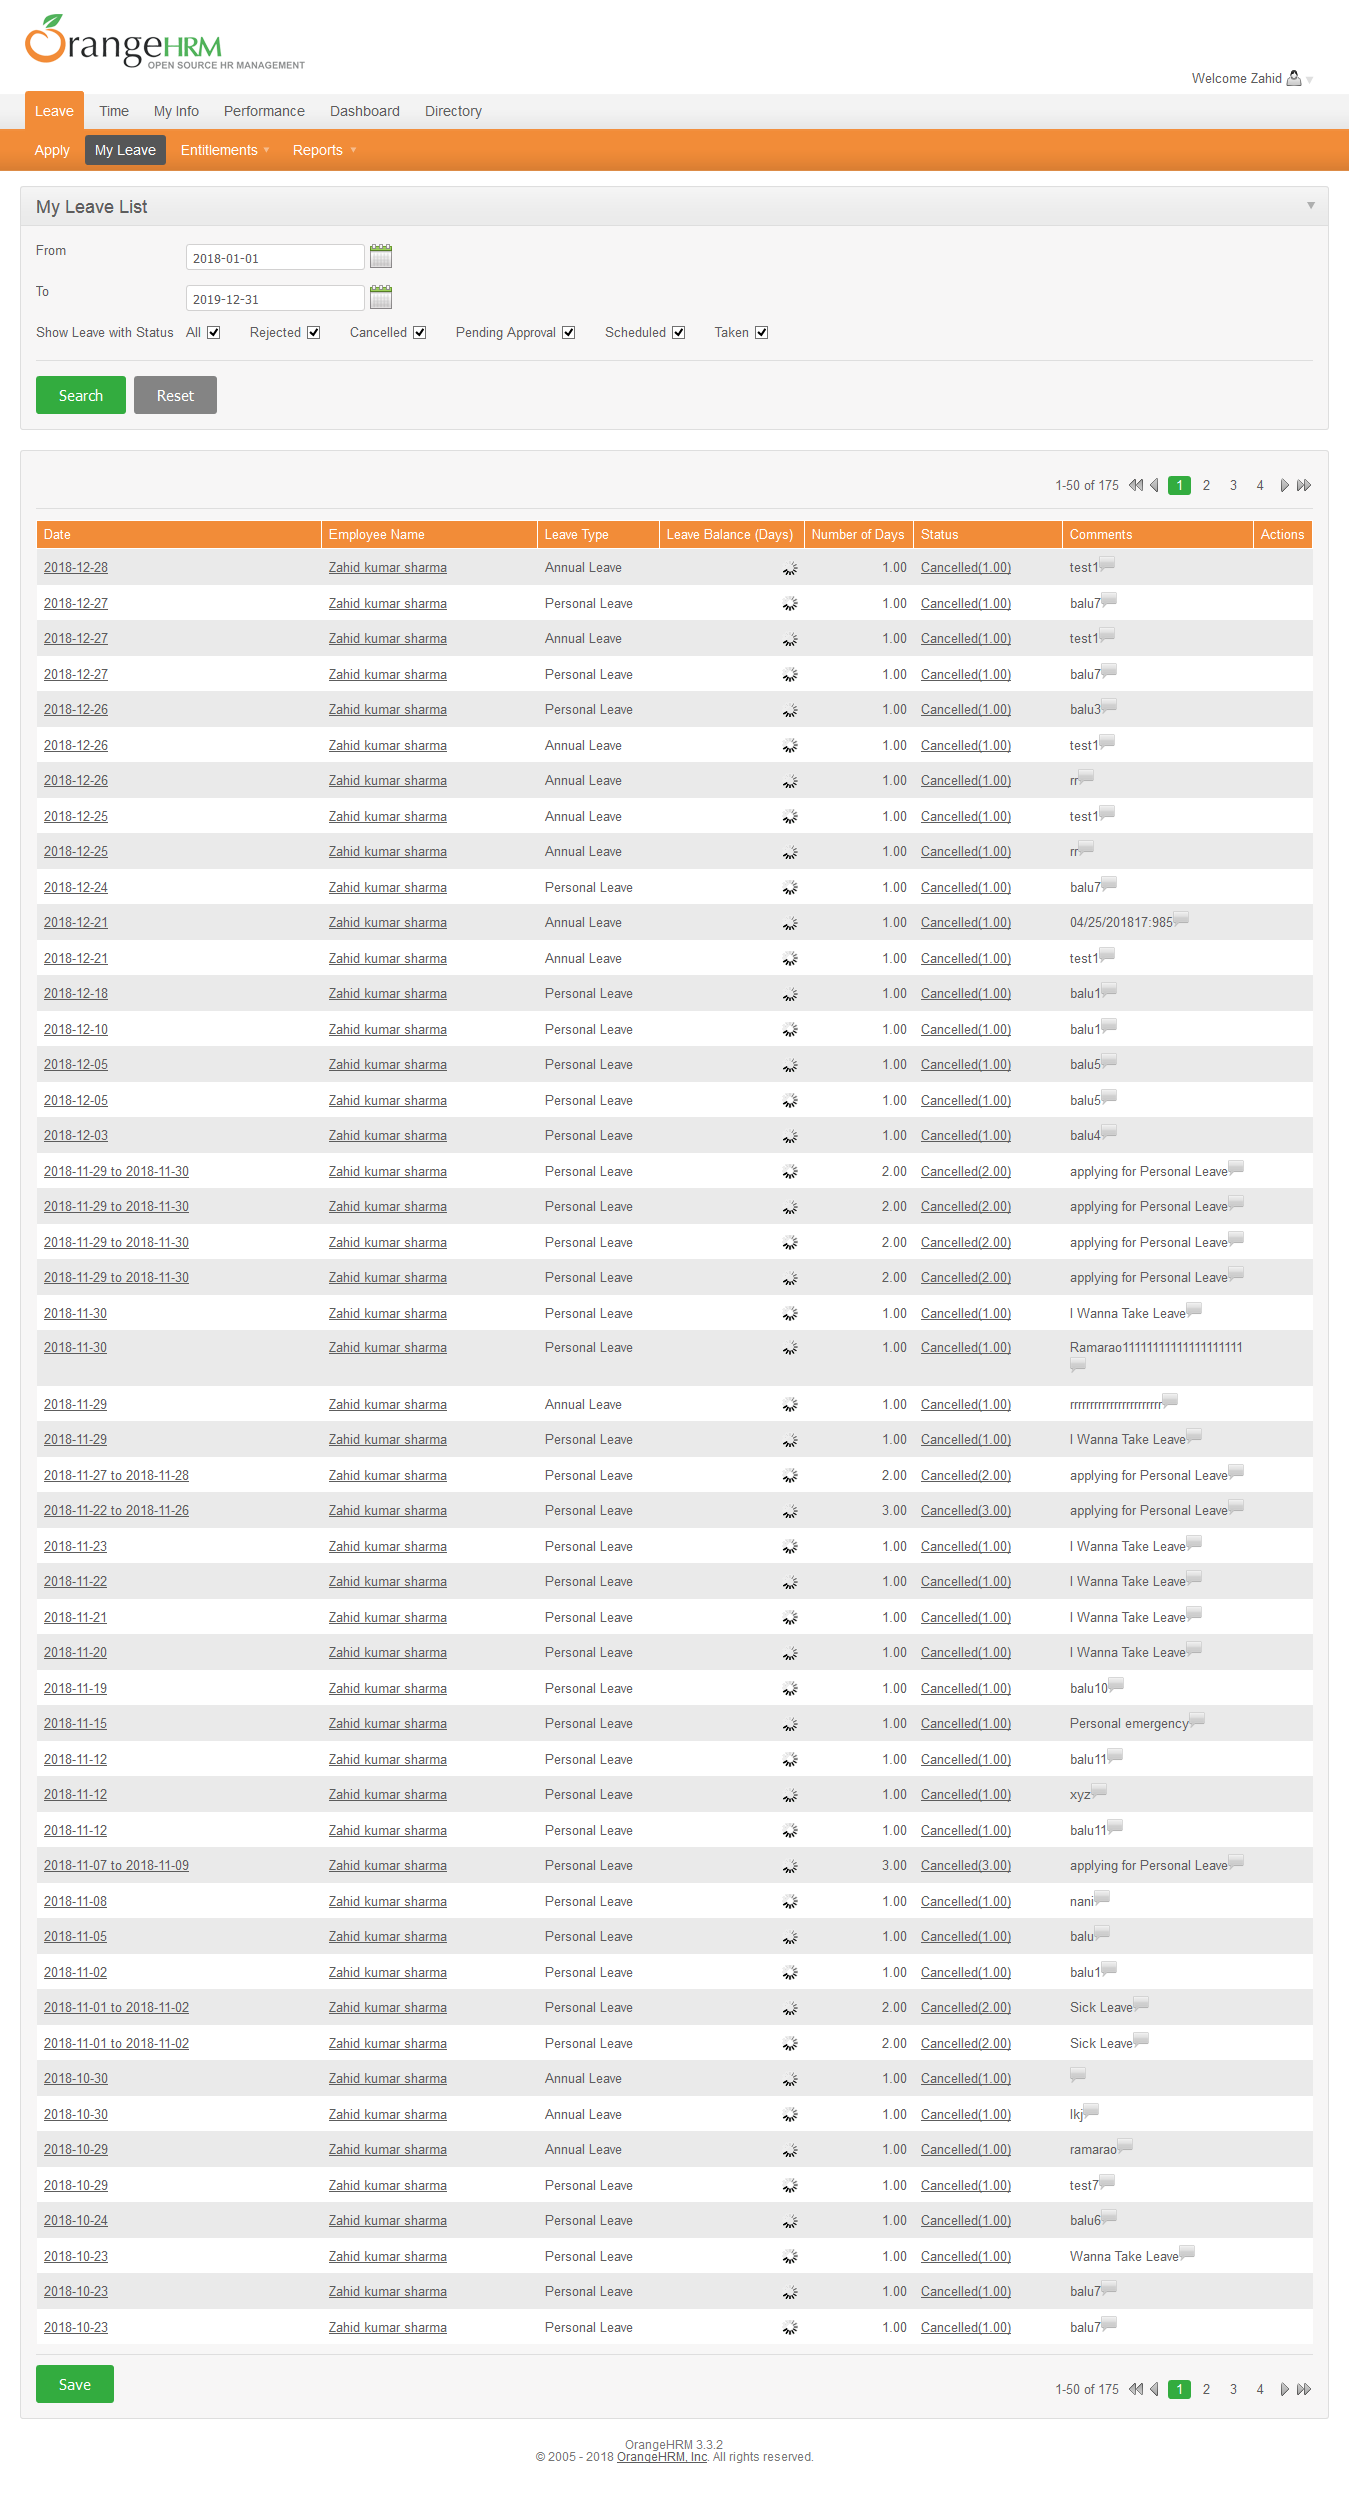 OrangeHRM
OPEN SOURCE HR MANAGEMENT
Welcome Zahid
Leave Time My Info Performance Dashboard Directory
Apply My Leave Entitlements Reports
My Leave List
From 2018-01-01
To 2019-12-31
Show Leave with Status All Rejected Cancelled Pending Approval Scheduled Taken
Search Reset
1-50 of 175 1 2 3 4
Date Employee Name Leave Type Leave Balance (Days) Number of Days Status Comments Actions
2018-12-28 Zahid kumar sharma Annual Leave 1.00 Cancelled(1.00) test1
2018-12-27 Zahid kumar sharma Personal Leave 1.00 Cancelled(1.00) balu7
2018-12-27 Zahid kumar sharma Annual Leave 1.00 Cancelled(1.00) test1
2018-12-27 Zahid kumar sharma Personal Leave 1.00 Cancelled(1.00) balu7
2018-12-26 Zahid kumar sharma Personal Leave 1.00 Cancelled(1.00) balu3
2018-12-26 Zahid kumar sharma Annual Leave 1.00 Cancelled(1.00) test1
2018-12-26 Zahid kumar sharma Annual Leave 1.00 Cancelled(1.00) rr
2018-12-25 Zahid kumar sharma Annual Leave 1.00 Cancelled(1.00) test1
2018-12-25 Zahid kumar sharma Annual Leave 1.00 Cancelled(1.00) rr
2018-12-24 Zahid kumar sharma Personal Leave 1.00 Cancelled(1.00) balu7
2018-12-21 Zahid kumar sharma Annual Leave 1.00 Cancelled(1.00) 04/25/201817:985
2018-12-21 Zahid kumar sharma Annual Leave 1.00 Cancelled(1.00) test1
2018-12-18 Zahid kumar sharma Personal Leave 1.00 Cancelled(1.00) balu1
2018-12-10 Zahid kumar sharma Personal Leave 1.00 Cancelled(1.00) balu1
2018-12-05 Zahid kumar sharma Personal Leave 1.00 Cancelled(1.00) balu5
2018-12-05 Zahid kumar sharma Personal Leave 1.00 Cancelled(1.00) balu5
2018-12-03 Zahid kumar sharma Personal Leave 1.00 Cancelled(1.00) balu4
2018-11-29 to 2018-11-30 Zahid kumar sharma Personal Leave 2.00 Cancelled(2.00) applying for Personal Leave
2018-11-29 to 2018-11-30 Zahid kumar sharma Personal Leave 2.00 Cancelled(2.00) applying for Personal Leave
2018-11-29 to 2018-11-30 Zahid kumar sharma Personal Leave 2.00 Cancelled(2.00) applying for Personal Leave
2018-11-29 to 2018-11-30 Zahid kumar sharma Personal Leave 2.00 Cancelled(2.00) applying for Personal Leave
2018-11-30 Zahid kumar sharma Personal Leave 1.00 Cancelled(1.00) I Wanna Take Leave
2018-11-30 Zahid kumar sharma Personal Leave 1.00 Cancelled(1.00) Ramarao11111111111111111111
2018-11-29 Zahid kumar sharma Annual Leave 1.00 Cancelled(1.00) rrrrrrrrrrrrrrrrrrrrrrr
2018-11-29 Zahid kumar sharma Personal Leave 1.00 Cancelled(1.00) I Wanna Take Leave
2018-11-27 to 2018-11-28 Zahid kumar sharma Personal Leave 2.00 Cancelled(2.00) applying for Personal Leave
2018-11-22 to 2018-11-26 Zahid kumar sharma Personal Leave 3.00 Cancelled(3.00) applying for Personal Leave
2018-11-23 Zahid kumar sharma Personal Leave 1.00 Cancelled(1.00) I Wanna Take Leave
2018-11-22 Zahid kumar sharma Personal Leave 1.00 Cancelled(1.00) I Wanna Take Leave
2018-11-21 Zahid kumar sharma Personal Leave 1.00 Cancelled(1.00) I Wanna Take Leave
2018-11-20 Zahid kumar sharma Personal Leave 1.00 Cancelled(1.00) I Wanna Take Leave
2018-11-19 Zahid kumar sharma Personal Leave 1.00 Cancelled(1.00) balu10
2018-11-15 Zahid kumar sharma Personal Leave 1.00 Cancelled(1.00) Personal emergency
2018-11-12 Zahid kumar sharma Personal Leave 1.00 Cancelled(1.00) balu11
2018-11-12 Zahid kumar sharma Personal Leave 1.00 Cancelled(1.00) xyz
2018-11-12 Zahid kumar sharma Personal Leave 1.00 Cancelled(1.00) balu11
2018-11-07 to 2018-11-09 Zahid kumar sharma Personal Leave 3.00 Cancelled(3.00) applying for Personal Leave
2018-11-08 Zahid kumar sharma Personal Leave 1.00 Cancelled(1.00) nani
2018-11-05 Zahid kumar sharma Personal Leave 1.00 Cancelled(1.00) balu
2018-11-02 Zahid kumar sharma Personal Leave 1.00 Cancelled(1.00) balu1
2018-11-01 to 2018-11-02 Zahid kumar sharma Personal Leave 2.00 Cancelled(2.00) Sick Leave
2018-11-01 to 2018-11-02 Zahid kumar sharma Personal Leave 2.00 Cancelled(2.00) Sick Leave
2018-10-30 Zahid kumar sharma Annual Leave 1.00 Cancelled(1.00)
2018-10-30 Zahid kumar sharma Annual Leave 1.00 Cancelled(1.00) lkj
2018-10-29 Zahid kumar sharma Annual Leave 1.00 Cancelled(1.00) ramarao
2018-10-29 Zahid kumar sharma Personal Leave 1.00 Cancelled(1.00) test7
2018-10-24 Zahid kumar sharma Personal Leave 1.00 Cancelled(1.00) balu6
2018-10-23 Zahid kumar sharma Personal Leave 1.00 Cancelled(1.00) Wanna Take Leave
2018-10-23 Zahid kumar sharma Personal Leave 1.00 Cancelled(1.00) balu7
2018-10-23 Zahid kumar sharma Personal Leave 1.00 Cancelled(1.00) balu7
Save 1-50 of 175 1 2 3 4
OrangeHRM 3.3.2
© 2005 - 2018 OrangeHRM, Inc. All rights reserved.